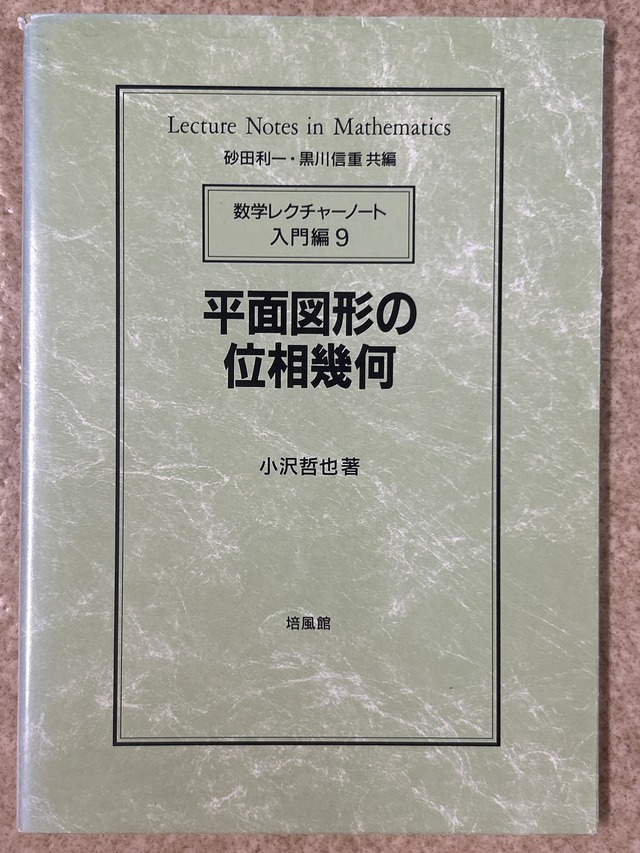 Lecture Notes in Mathematics
砂田利一・黒川信重 共編
数学レクチャーノート
入門編 9
平面図形の
位相幾何
小沢哲也著
培風館